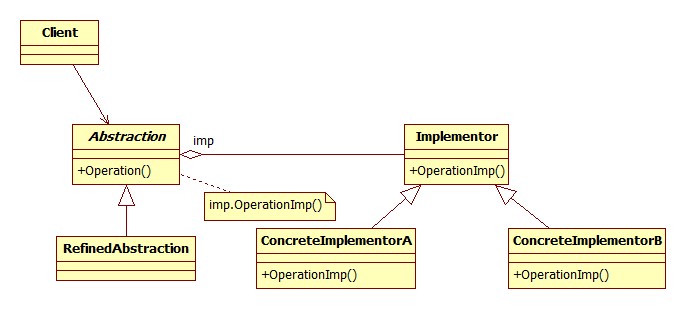 Client
Abstraction
imp
Implementor
+Operation()
+OperationImp()
imp.OperationImp()
RefinedAbstraction
ConcreteImplementorA
ConcreteImplementorB
+OperationImp()
+OperationImp()